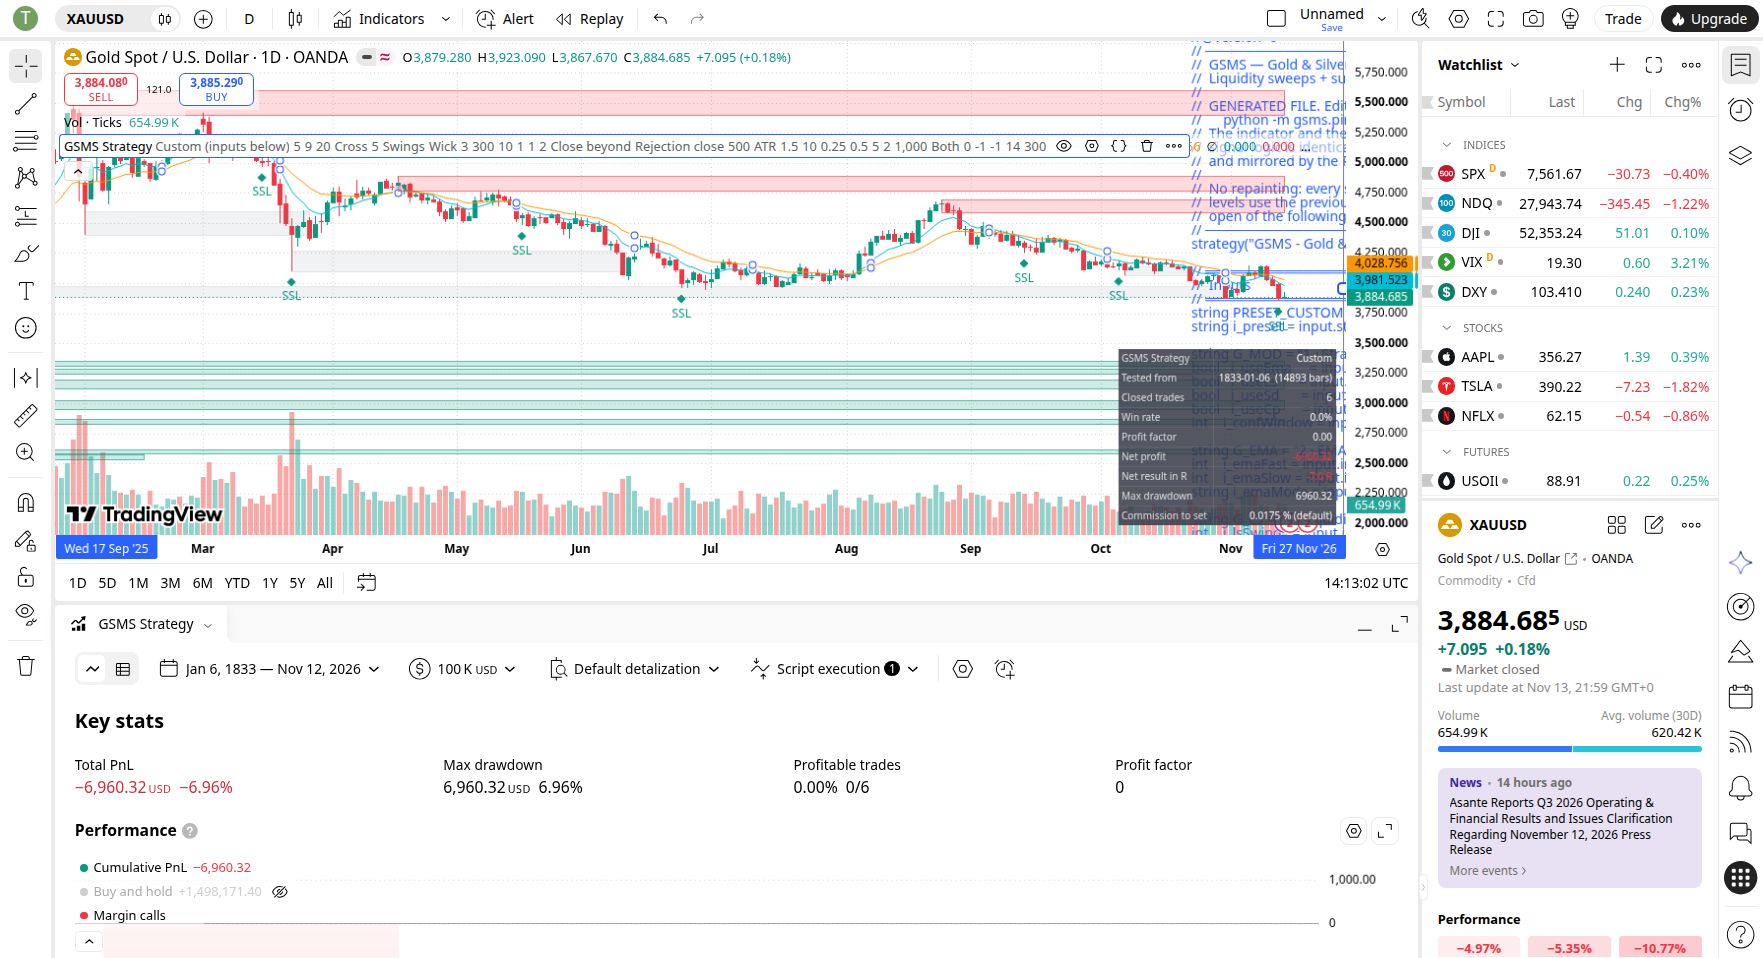 T
XAUUSD
D
Indicators
Alert
Replay
Unnamed
Save
Trade
Upgrade
Gold Spot / U.S. Dollar · 1D · OANDA
O3,879.280 H3,923.090 L3,867.670 C3,884.685 +7.095 (+0.18%)
3,884.080
SELL
121.0
3,885.290
BUY
Vol · Ticks 654.99 K
GSMS Strategy Custom (inputs below) 5 9 20 Cross 5 Swings Wick 3 300 10 1 1 2 Close beyond Rejection close 500 ATR 1.5 10 0.25 0.5 5 2 1,000 Both 0 -1 -1 14 300
∅ 0.000 0.000 ...
//
// GSMS — Gold & Silve
// Liquidity sweeps + su
//
// GENERATED FILE. Edi
// python -m gsms.pi
// The indicator and the
// and mirrored by the
//
// No repainting: every
// levels use the previou
// open of the following
//
strategy("GSMS - Gold &
//
// Inputs
string PRESET_CUSTOM
string i_preset = input.s
SSL
SSL
SSL
SSL
SSL
SSL
SSL
5,750.000
5,500.000
5,250.000
5,000.000
4,750.000
4,500.000
4,250.000
4,028.756
3,981.523
3,884.685
3,750.000
3,500.000
3,250.000
3,000.000
2,750.000
2,500.000
2,250.000
654.99 K
2,000.000
GSMS Strategy Custom
Tested from 1833-01-06 (14893 bars)
Closed trades 6
Win rate 0.0%
Profit factor 0.00
Net profit -6960.32
Net result in R
Max drawdown 6960.32
Commission to set 0.0175 % (default)
TradingView
Wed 17 Sep '25
Mar
Apr
May
Jun
Jul
Aug
Sep
Oct
Nov
Fri 27 Nov '26
1D 5D 1M 3M 6M YTD 1Y 5Y All
14:13:02 UTC
GSMS Strategy
Jan 6, 1833 — Nov 12, 2026
100 K USD
Default detalization
Script execution 1
Key stats
Total PnL
−6,960.32 USD −6.96%
Max drawdown
6,960.32 USD 6.96%
Profitable trades
0.00% 0/6
Profit factor
0
Performance ?
Cumulative PnL −6,960.32
Buy and hold +1,498,171.40
Margin calls
1,000.00
0
Watchlist
Symbol Last Chg Chg%
INDICES
500 SPX D 7,561.67 −30.73 −0.40%
100 NDQ 27,943.74 −345.45 −1.22%
30 DJI 52,353.24 51.01 0.10%
VIX D 19.30 0.60 3.21%
$ DXY 103.410 0.240 0.23%
STOCKS
AAPL 356.27 1.39 0.39%
TSLA 390.22 −7.23 −1.82%
NFLX 62.15 −0.54 −0.86%
FUTURES
USOIL 88.91 0.22 0.25%
XAUUSD
Gold Spot / U.S. Dollar · OANDA
Commodity · Cfd
3,884.685 USD
+7.095 +0.18%
Market closed
Last update at Nov 13, 21:59 GMT+0
Volume
654.99 K
Avg. volume (30D)
620.42 K
News · 14 hours ago
Asante Reports Q3 2026 Operating &
Financial Results and Issues Clarification
Regarding November 12, 2026 Press
Release
More events
Performance
−4.97%
−5.35%
−10.77%